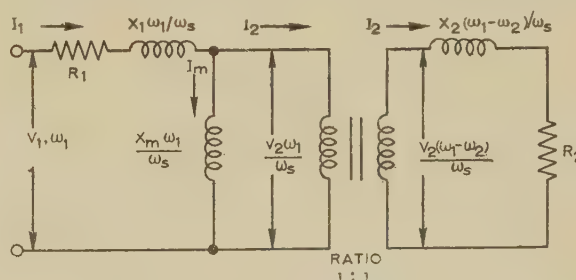 I1
X1ω1/ωs
I2
I2
X2(ω1-ω2)/ωs
R1
Im
V1, ω1
Xmω1
ωs
V2ω1
ωs
V2(ω1-ω2)
ωs
RATIO
1 : 1